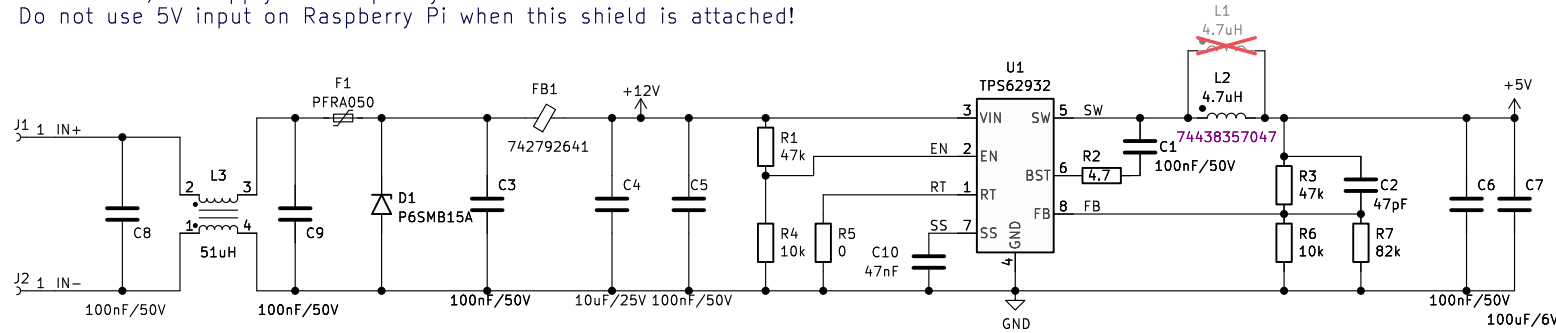 Do not use 5V input on Raspberry Pi when this shield is attached!
L1
4.7uH
L2
4.7uH
74438357047
U1
TPS62932
F1
PFRA050
FB1
742792641
+12V
+5V
J1 1 IN+
J2 1 IN-
L3
2 3
1 4
51uH
C8
100nF/50V
C9
100nF/50V
D1
P6SMB15A
C3
100nF/50V
C4
10uF/25V
C5
100nF/50V
R1
47k
R4
10k
R5
0
C10
47nF
EN
RT
SS
3 VIN
2 EN
1 RT
7 SS
GND
4
SW 5 SW
BST 6
FB 8 FB
R2
4.7
C1
100nF/50V
R3
47k
C2
47pF
R6
10k
R7
82k
C6
100nF/50V
C7
100uF/6V
GND